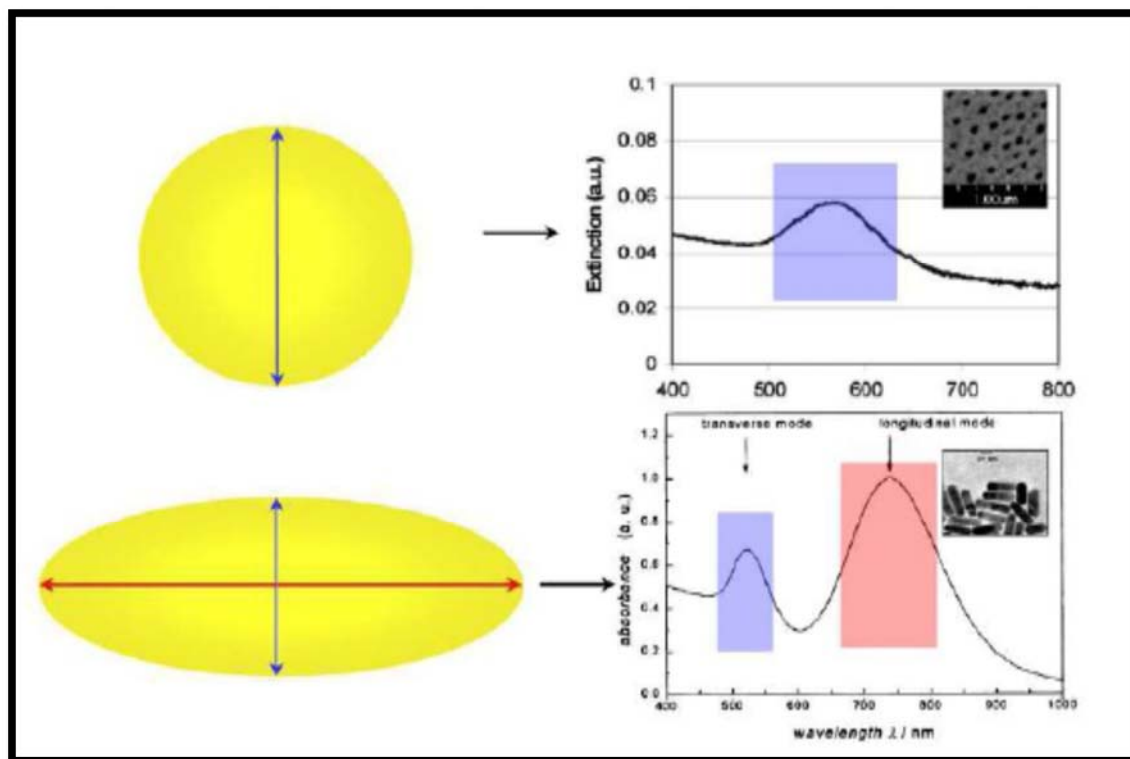 0.1
0.08
0.06
0.04
0.02
0
Extinction (a.u.)
400 500 600 700 800
1.00um
transverse mode longitudinal mode
1.2
1.0
0.8
0.6
0.4
0.2
0.0
absorbance (a. u.)
400 500 600 700 800 900 1000
wavelength λ / nm